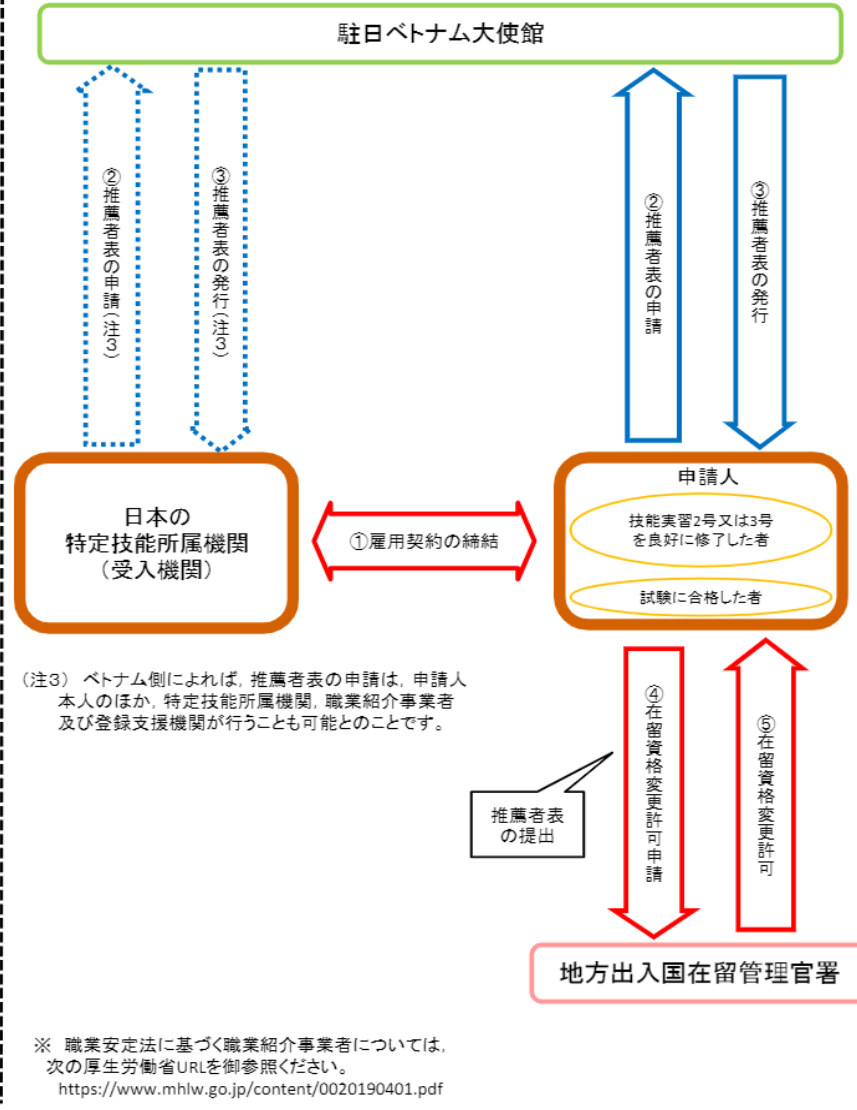 駐日ベトナム大使館
②推薦者表の申請(注3)
③推薦者表の発行(注3)
②推薦者表の申請
③推薦者表の発行
日本の
特定技能所属機関
（受入機関）
①雇用契約の締結
申請人
技能実習2号又は3号
を良好に修了した者
試験に合格した者
（注３） ベトナム側によれば，推薦者表の申請は，申請人
本人のほか，特定技能所属機関，職業紹介事業者
及び登録支援機関が行うことも可能とのことです。
推薦者表
の提出
④在留資格変更許可申請
⑤在留資格変更許可
地方出入国在留管理官署
※ 職業安定法に基づく職業紹介事業者については，
次の厚生労働省URLを御参照ください。
https://www.mhlw.go.jp/content/0020190401.pdf